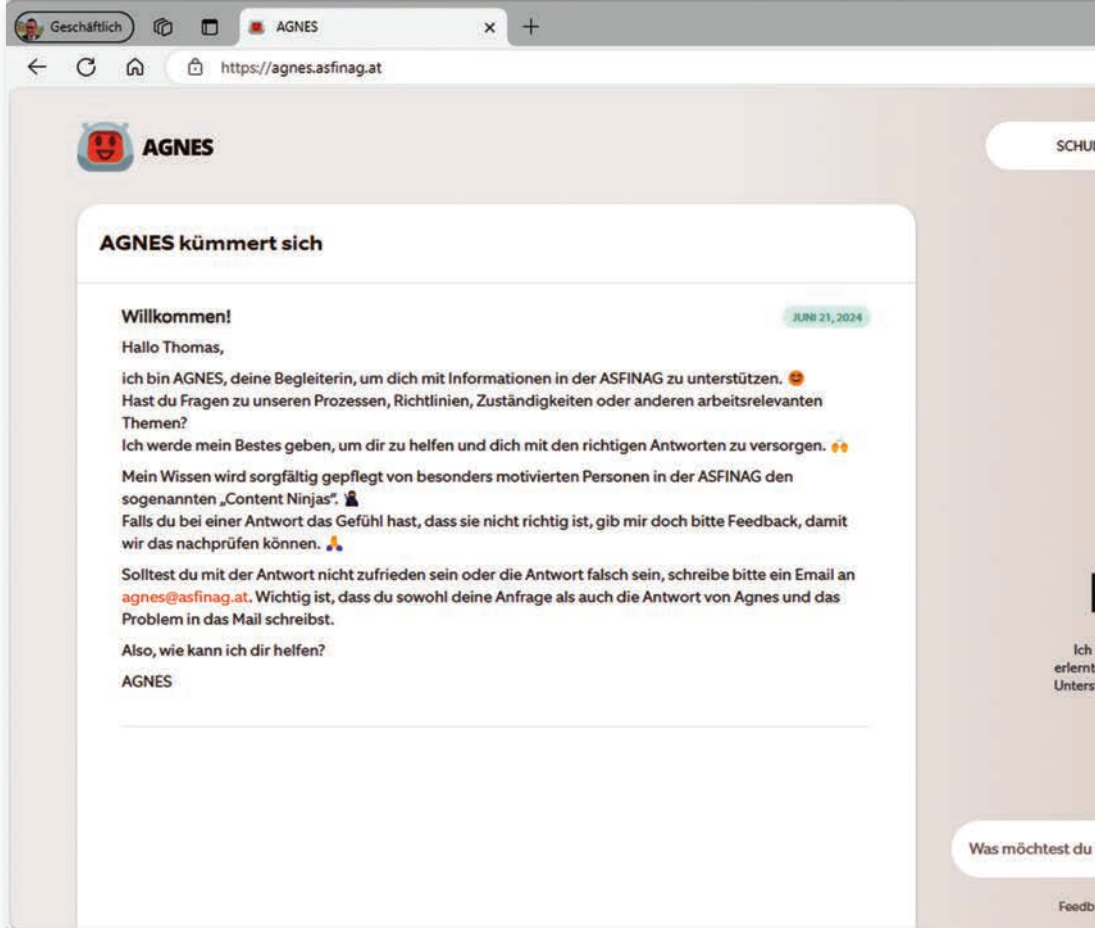 Geschäftlich
AGNES
https://agnes.asfinag.at
AGNES
AGNES kümmert sich
Willkommen!
JUNI 21, 2024
Hallo Thomas,
ich bin AGNES, deine Begleiterin, um dich mit Informationen in der ASFINAG zu unterstützen. 😊
Hast du Fragen zu unseren Prozessen, Richtlinien, Zuständigkeiten oder anderen arbeitsrelevanten
Themen?
Ich werde mein Bestes geben, um dir zu helfen und dich mit den richtigen Antworten zu versorgen. 🙌
Mein Wissen wird sorgfältig gepflegt von besonders motivierten Personen in der ASFINAG den
sogenannten „Content Ninjas“. 🥷
Falls du bei einer Antwort das Gefühl hast, dass sie nicht richtig ist, gib mir doch bitte Feedback, damit
wir das nachprüfen können. 🙏
Solltest du mit der Antwort nicht zufrieden sein oder die Antwort falsch sein, schreibe bitte ein Email an
agnes@asfinag.at. Wichtig ist, dass du sowohl deine Anfrage als auch die Antwort von Agnes und das
Problem in das Mail schreibst.
Also, wie kann ich dir helfen?
AGNES
Ich
erlernt
Was möchtest du